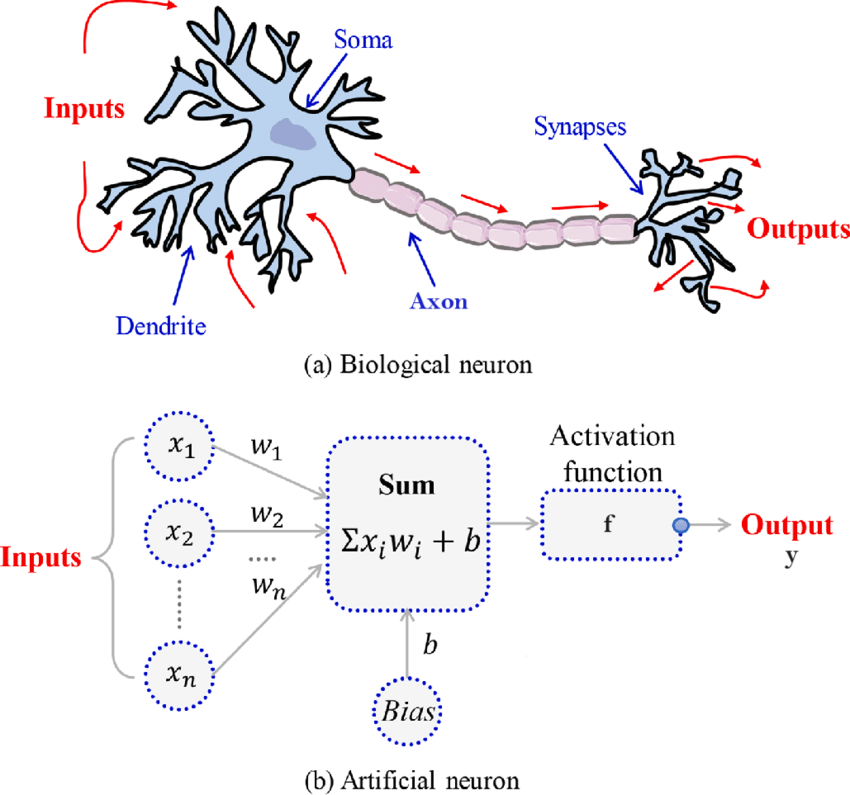 Soma
Inputs
Synapses
Outputs
Axon
Dendrite
(a) Biological neuron
x₁
w₁
Activation
function
Sum
x₂
w₂
f
Output
Σxᵢwᵢ + b
Inputs
....
y
wₙ
xₙ
b
Bias
(b) Artificial neuron